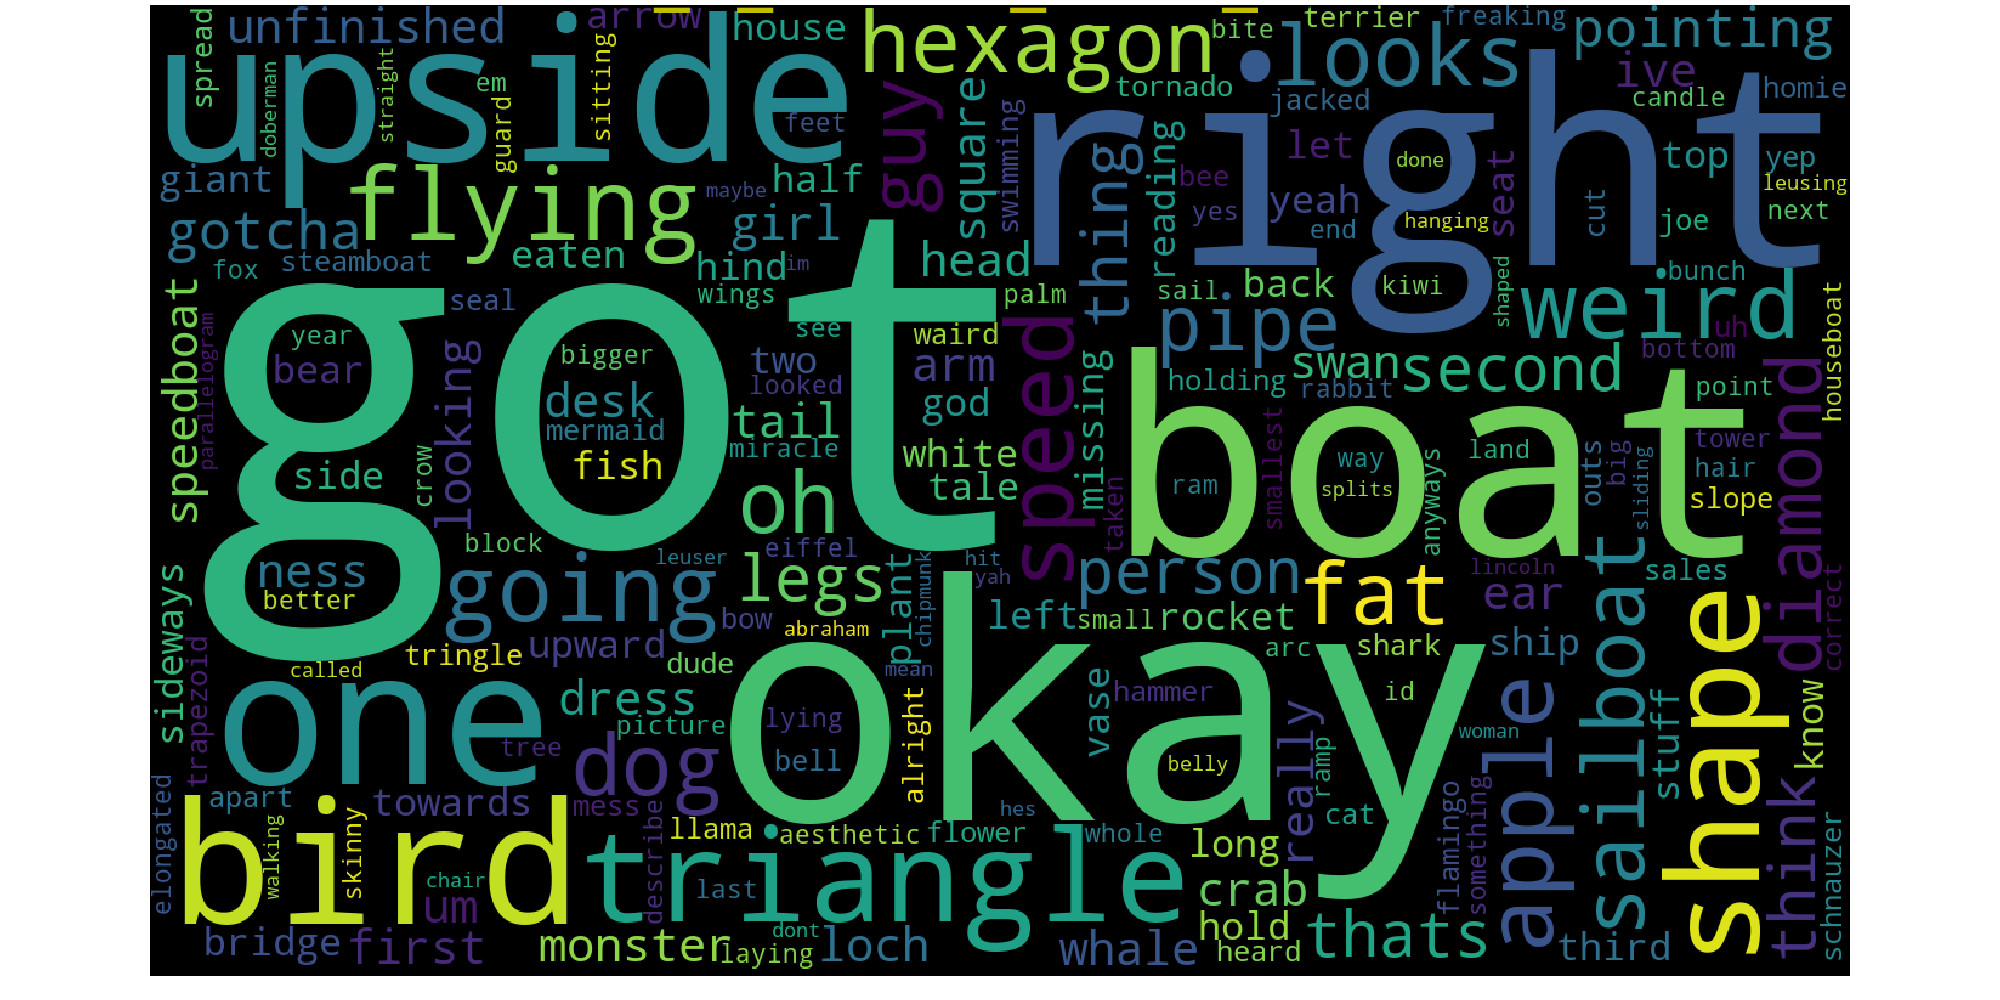 unfinished
arrow
house
hexagon
bite
terrier
freaking
pointing
spread
upside
doberman
straight
em
guard
sitting
feet
guy
square
tornado
looks
jacked
ive
candle
homie
right
giant
flying
maybe
half
swimming
thing
reading
bee
let
done
seat
top
yep
leusing
gotcha
girl
yes
yeah
hanging
cut
joe
next
fox
steamboat
eaten
hind
im
head
end
speedboat
seal
wings
see
palm
sail
back
kiwi
shaped
weird
bunch
got
year
bear
parallelogram
looking
bigger
two
looked
waird
arm
speed
pipe
swan
second
uh
bottom
houseboat
desk
mermaid
tail
god
missing
holding
rabbit
point
diamond
boat
side
crow
fish
miracle
white
tale
oh
taken
ram
smallest
way
splits
anyways
land
outs
big
sliding
tower
hair
slope
ness
better
block
leuser
eiffel
legs
plant
chipmunk
hit
yah
person
fat
lincoln
ear
sales
sideways
going
bow
abraham
left
small
rocket
sailboat
shape
correct
called
tringle
upward
dude
mean
okay
arc
shark
ship
trapezoid
one
dress
picture
lying
alright
vase
hammer
id
apple
stuff
know
tree
dog
bell
belly
really
ramp
woman
think
elongated
apart
towards
mess
hes
cat
flamingo
something
schnauzer
bird
walking
skinny
describe
llama
aesthetic
flower
whole
long
triangle
chair
um
last
crab
bridge
first
monster
laying
dont
loch
whale
hold
heard
thats
third